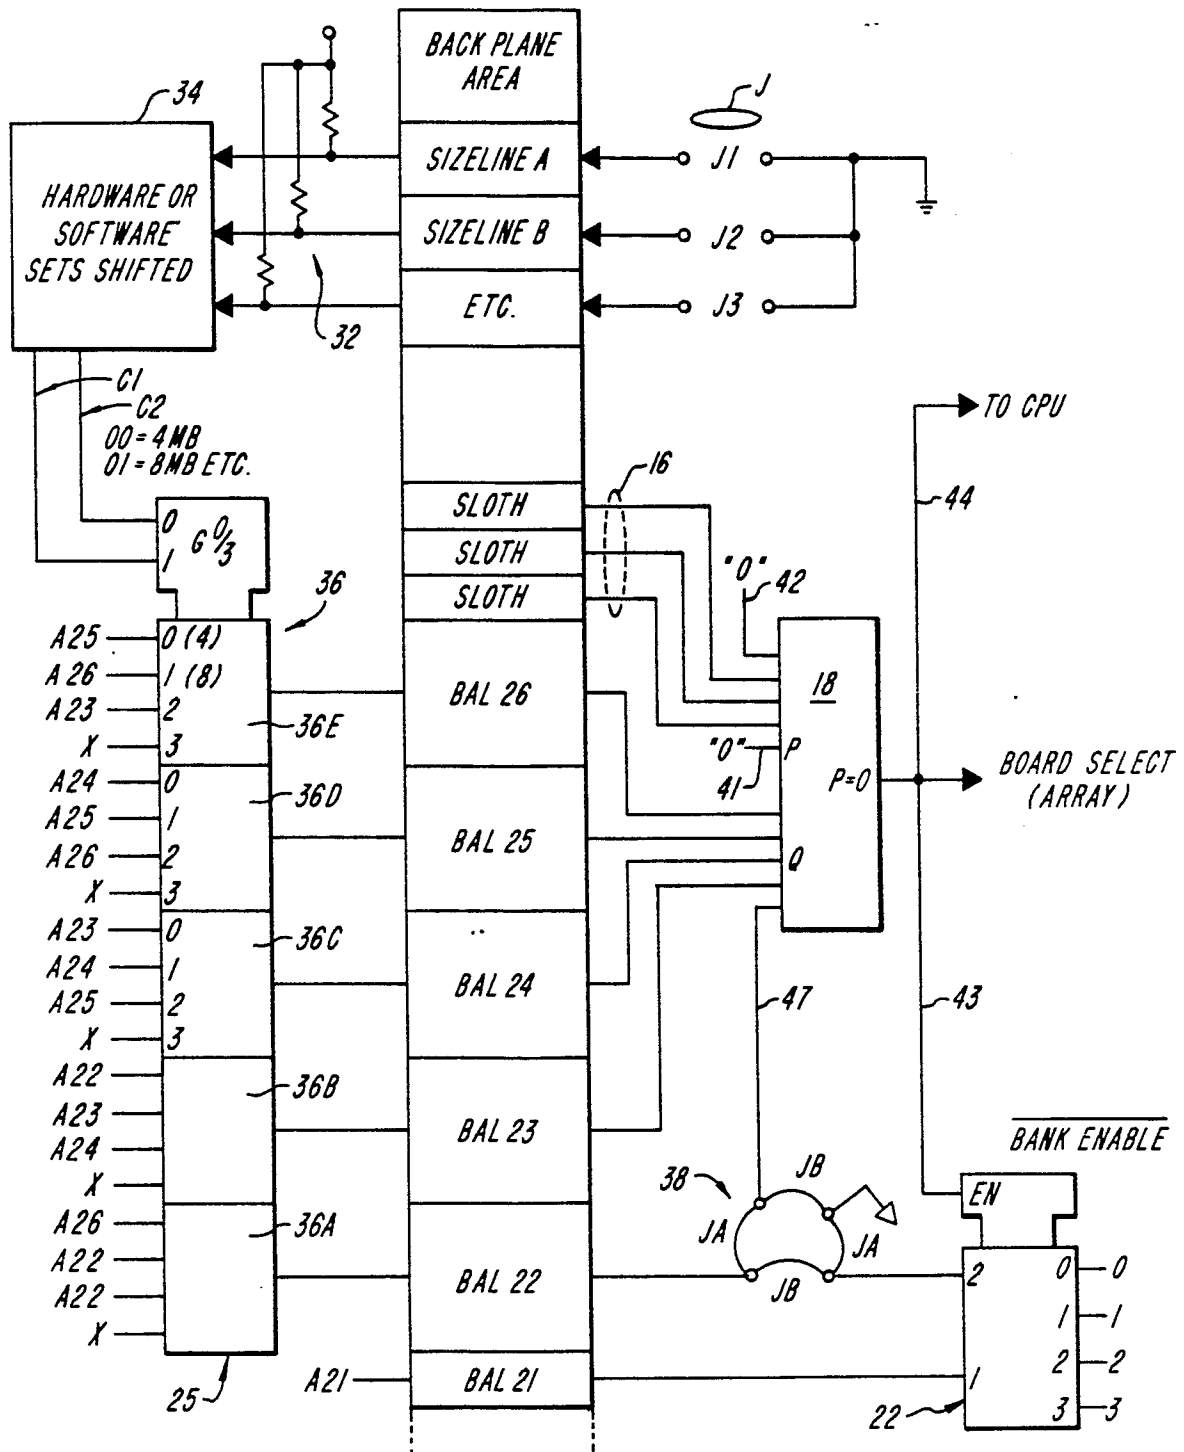 BACK PLANE
AREA
34
J
HARDWARE OR
SOFTWARE
SETS SHIFTED
SIZELINE A
J1
SIZELINE B
J2
ETC.
J3
32
C1
C2
00=4MB
01=8MB ETC.
TO CPU
16
44
0
1
G 0/3
SLOTH
SLOTH
SLOTH
"0"
42
36
A25
0 (4)
A26
1 (8)
A23
2
X
3
36E
BAL 26
18
"0"
P
41
P=0
BOARD SELECT
(ARRAY)
A24
0
A25
1
A26
2
X
3
36D
BAL 25
Q
A23
0
A24
1
A25
2
X
3
36C
BAL 24
47
43
A22
A23
A24
X
36B
BAL 23
BANK ENABLE
38
JB
JA
JA
JB
EN
A26
A22
A22
X
36A
BAL 22
2
0
0
1
1
2
2
3
3
1
25
A21
BAL 21
22